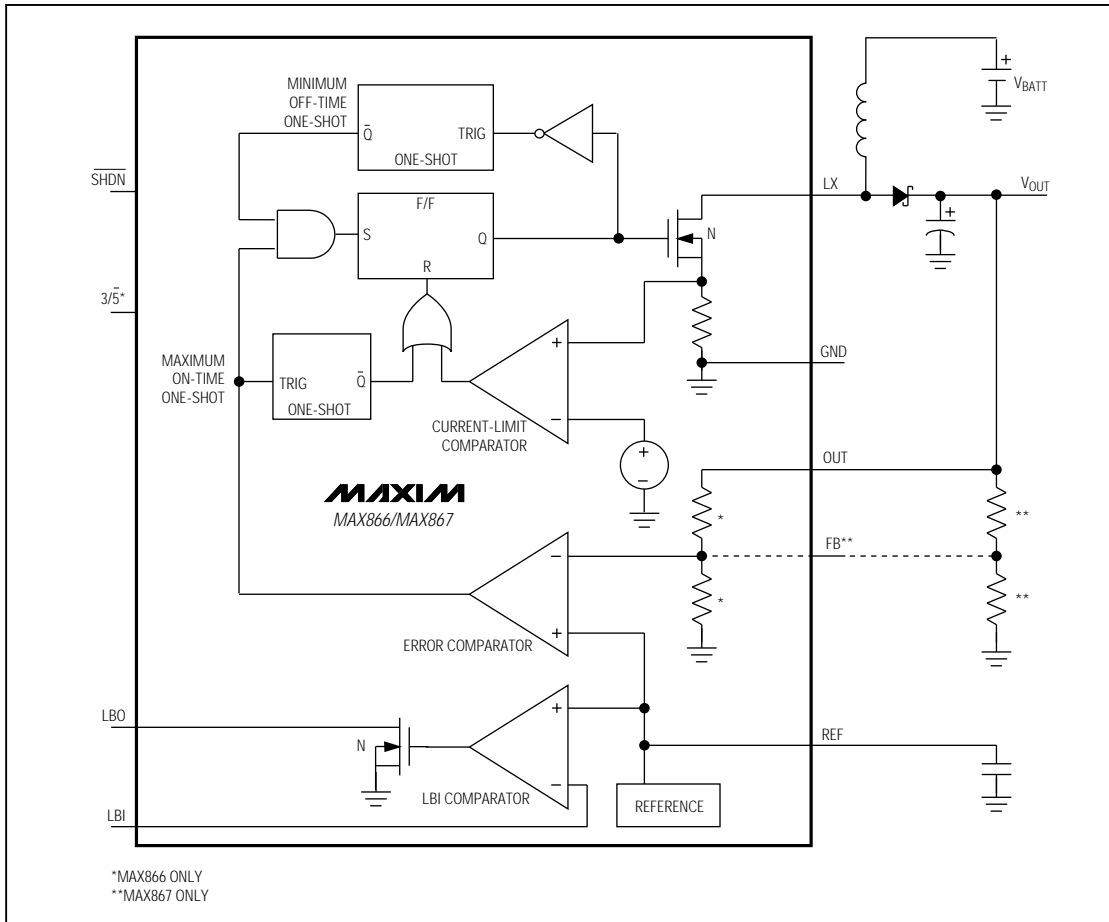 MINIMUM
OFF-TIME
ONE-SHOT
Q̄
TRIG
ONE-SHOT
+
V_BATT
S̅H̅D̅N̅
F/F
S
Q
R
N
LX
+
V_OUT
3/5̄*
MAXIMUM
ON-TIME
ONE-SHOT
TRIG
Q̄
ONE-SHOT
+
−
CURRENT-LIMIT
COMPARATOR
GND
+
−
MAXIM
MAX866/MAX867
OUT
*
**
−
FB**
+
*
**
ERROR COMPARATOR
LBO
N
+
−
LBI COMPARATOR
REF
REFERENCE
LBI
*MAX866 ONLY
**MAX867 ONLY